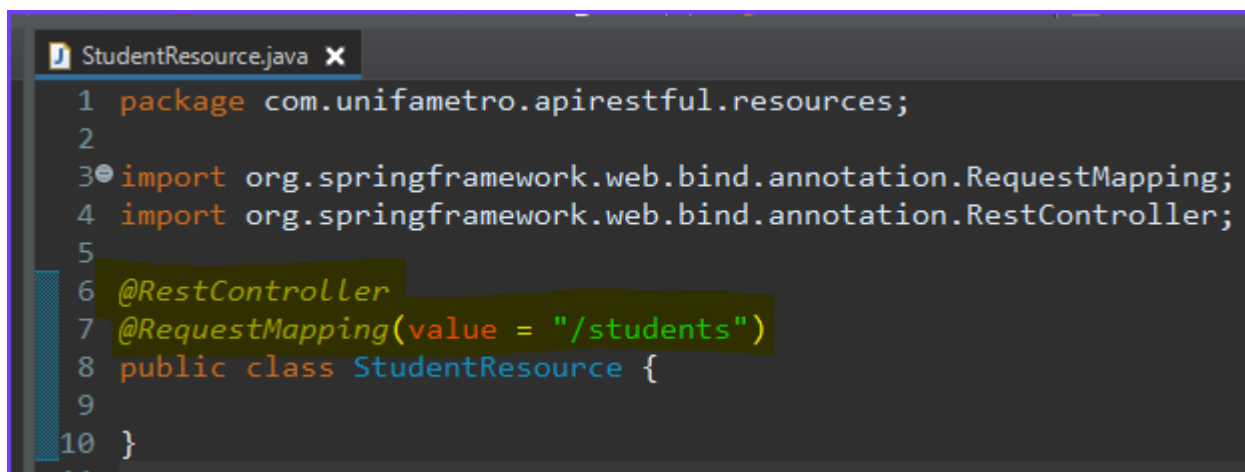 StudentResource.java
1 package com.unifametro.apirestful.resources;
2
3 import org.springframework.web.bind.annotation.RequestMapping;
4 import org.springframework.web.bind.annotation.RestController;
5
6 @RestController
7 @RequestMapping(value = "/students")
8 public class StudentResource {
9
10 }